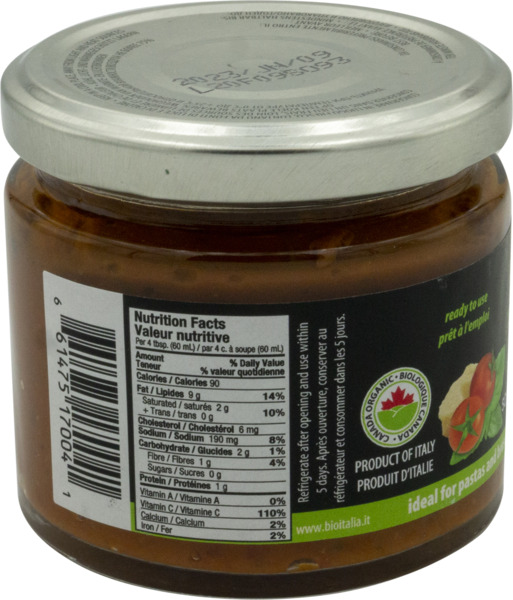 2023/JN/09
L20F098093
Nutrition Facts
Valeur nutritive
Per 4 tbsp. (60 mL) / par 4 c. à soupe (60 mL)
Amount % Daily Value
Teneur % valeur quotidienne
Calories / Calories 90
Fat / Lipides 9 g 14%
Saturated / saturés 2 g
+ Trans / trans 0 g 10%
Cholesterol / Cholestérol 6 mg
Sodium / Sodium 190 mg 8%
Carbohydrate / Glucides 2 g 1%
Fibre / Fibres 1 g 4%
Sugars / Sucres 0 g
Protein / Protéines 1 g
Vitamin A / Vitamine A 0%
Vitamin C / Vitamine C 110%
Calcium / Calcium 2%
Iron / Fer 2%
6 61475 17004 1
Refrigerate after opening and use within
5 days. Après ouverture, conserver au
réfrigérateur et consommer dans les 5 jours.
www.bioitalia.it
ready to use
prêt à l'emploi
CANADA ORGANIC • BIOLOGIQUE CANADA
PRODUCT OF ITALY
PRODUIT D'ITALIE
ideal for pastas and